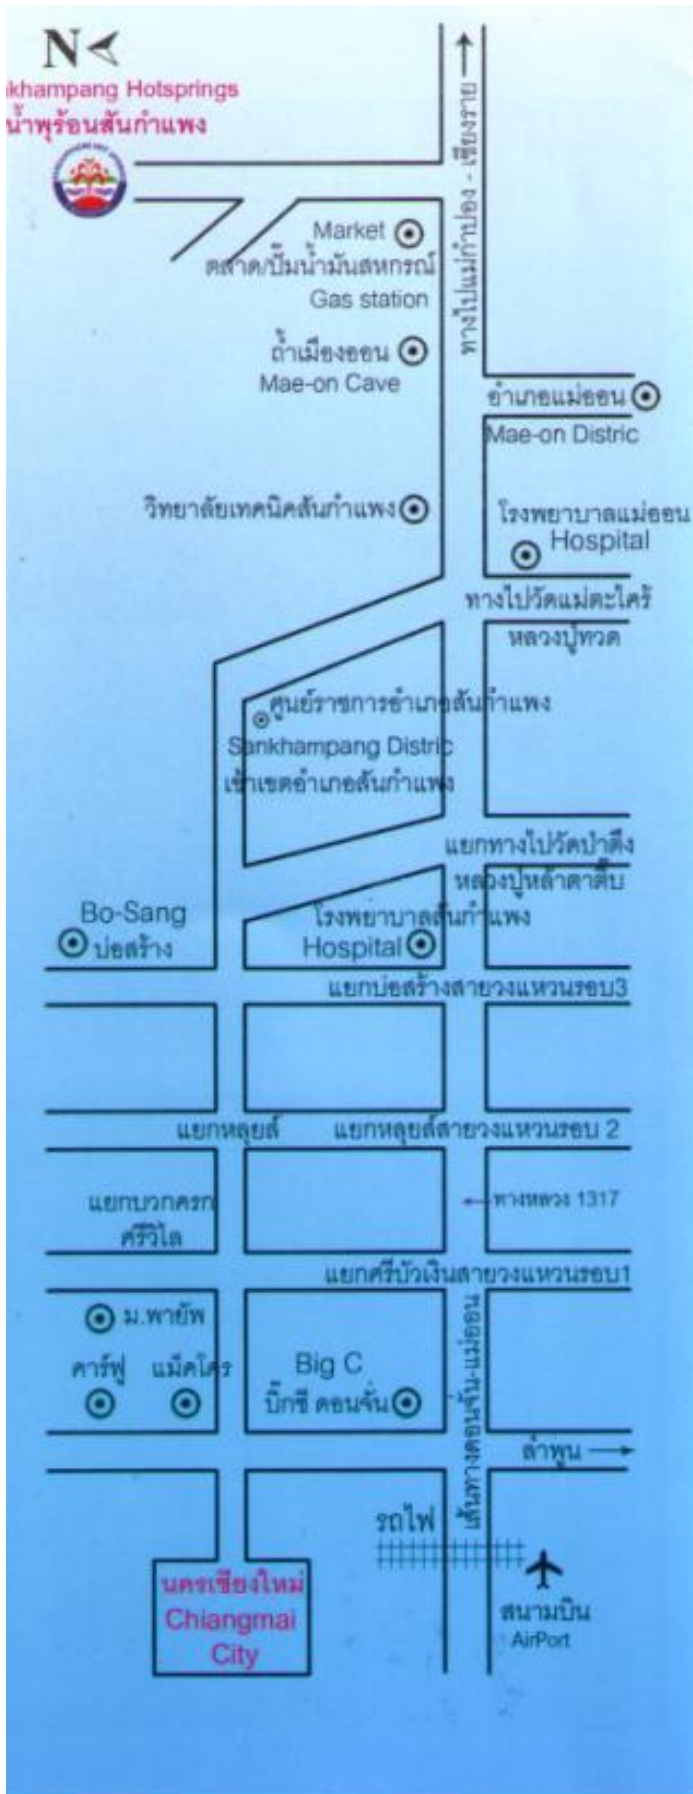 N
khampang Hotsprings
น้ำพุร้อนสันกำแพง
ทางไปแม่กำปอง - เชียงราย
Market
ตลาด/ปั๊มน้ำมันสหกรณ์
Gas station
ถ้ำเมืองออน
Mae-on Cave
อำเภอแม่ออน
Mae-on Distric
วิทยาลัยเทคนิคสันกำแพง
โรงพยาบาลแม่ออน
Hospital
ทางไปวัดแม่ตะไคร้
หลวงปู่ทวด
ศูนย์ราชการอำเภอสันกำแพง
Sankhampang Distric
เข้าเขตอำเภอสันกำแพง
แยกทางไปวัดป่าตึง
หลวงปู่หล้าตาติ๊บ
Bo-Sang
บ่อสร้าง
โรงพยาบาลสันกำแพง
Hospital
แยกบ่อสร้างสายวงแหวนรอบ3
แยกหลุยส์
แยกหลุยส์สายวงแหวนรอบ 2
แยกบวกครก
ศรีวิไล
ทางหลวง 1317
แยกศรีบัวเงินสายวงแหวนรอบ1
ม.พายัพ
คาร์ฟู
แม็คโคร
Big C
บิ๊กซี ดอนจั่น
เส้นทางดอนจั่น-แม่ออน
ลำพูน
รถไฟ
นครเชียงใหม่
Chiangmai
City
สนามบิน
AirPort